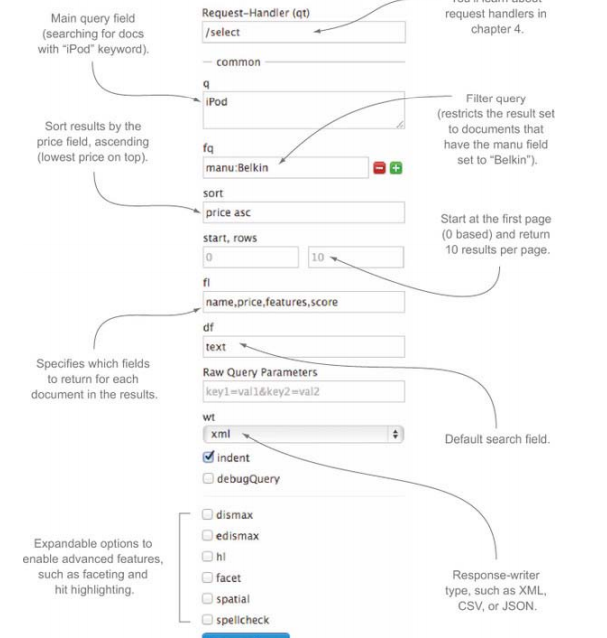 You'll learn about
request handlers in
chapter 4.
Main query field
(searching for docs
with “iPod” keyword).
Request-Handler (qt)
/select
common
q
iPod
Filter query
(restricts the result set
to documents that
have the manu field
set to “Belkin”).
Sort results by the
price field, ascending
(lowest price on top).
fq
manu:Belkin
sort
price asc
start, rows
0
10
Start at the first page
(0 based) and return
10 results per page.
fl
name,price,features,score
df
text
Specifies which fields
to return for each
document in the results.
Raw Query Parameters
key1=val1&key2=val2
wt
xml
Default search field.
indent
debugQuery
dismax
edismax
hl
facet
spatial
spellcheck
Expandable options to
enable advanced features,
such as faceting and
hit highlighting.
Response-writer
type, such as XML,
CSV, or JSON.